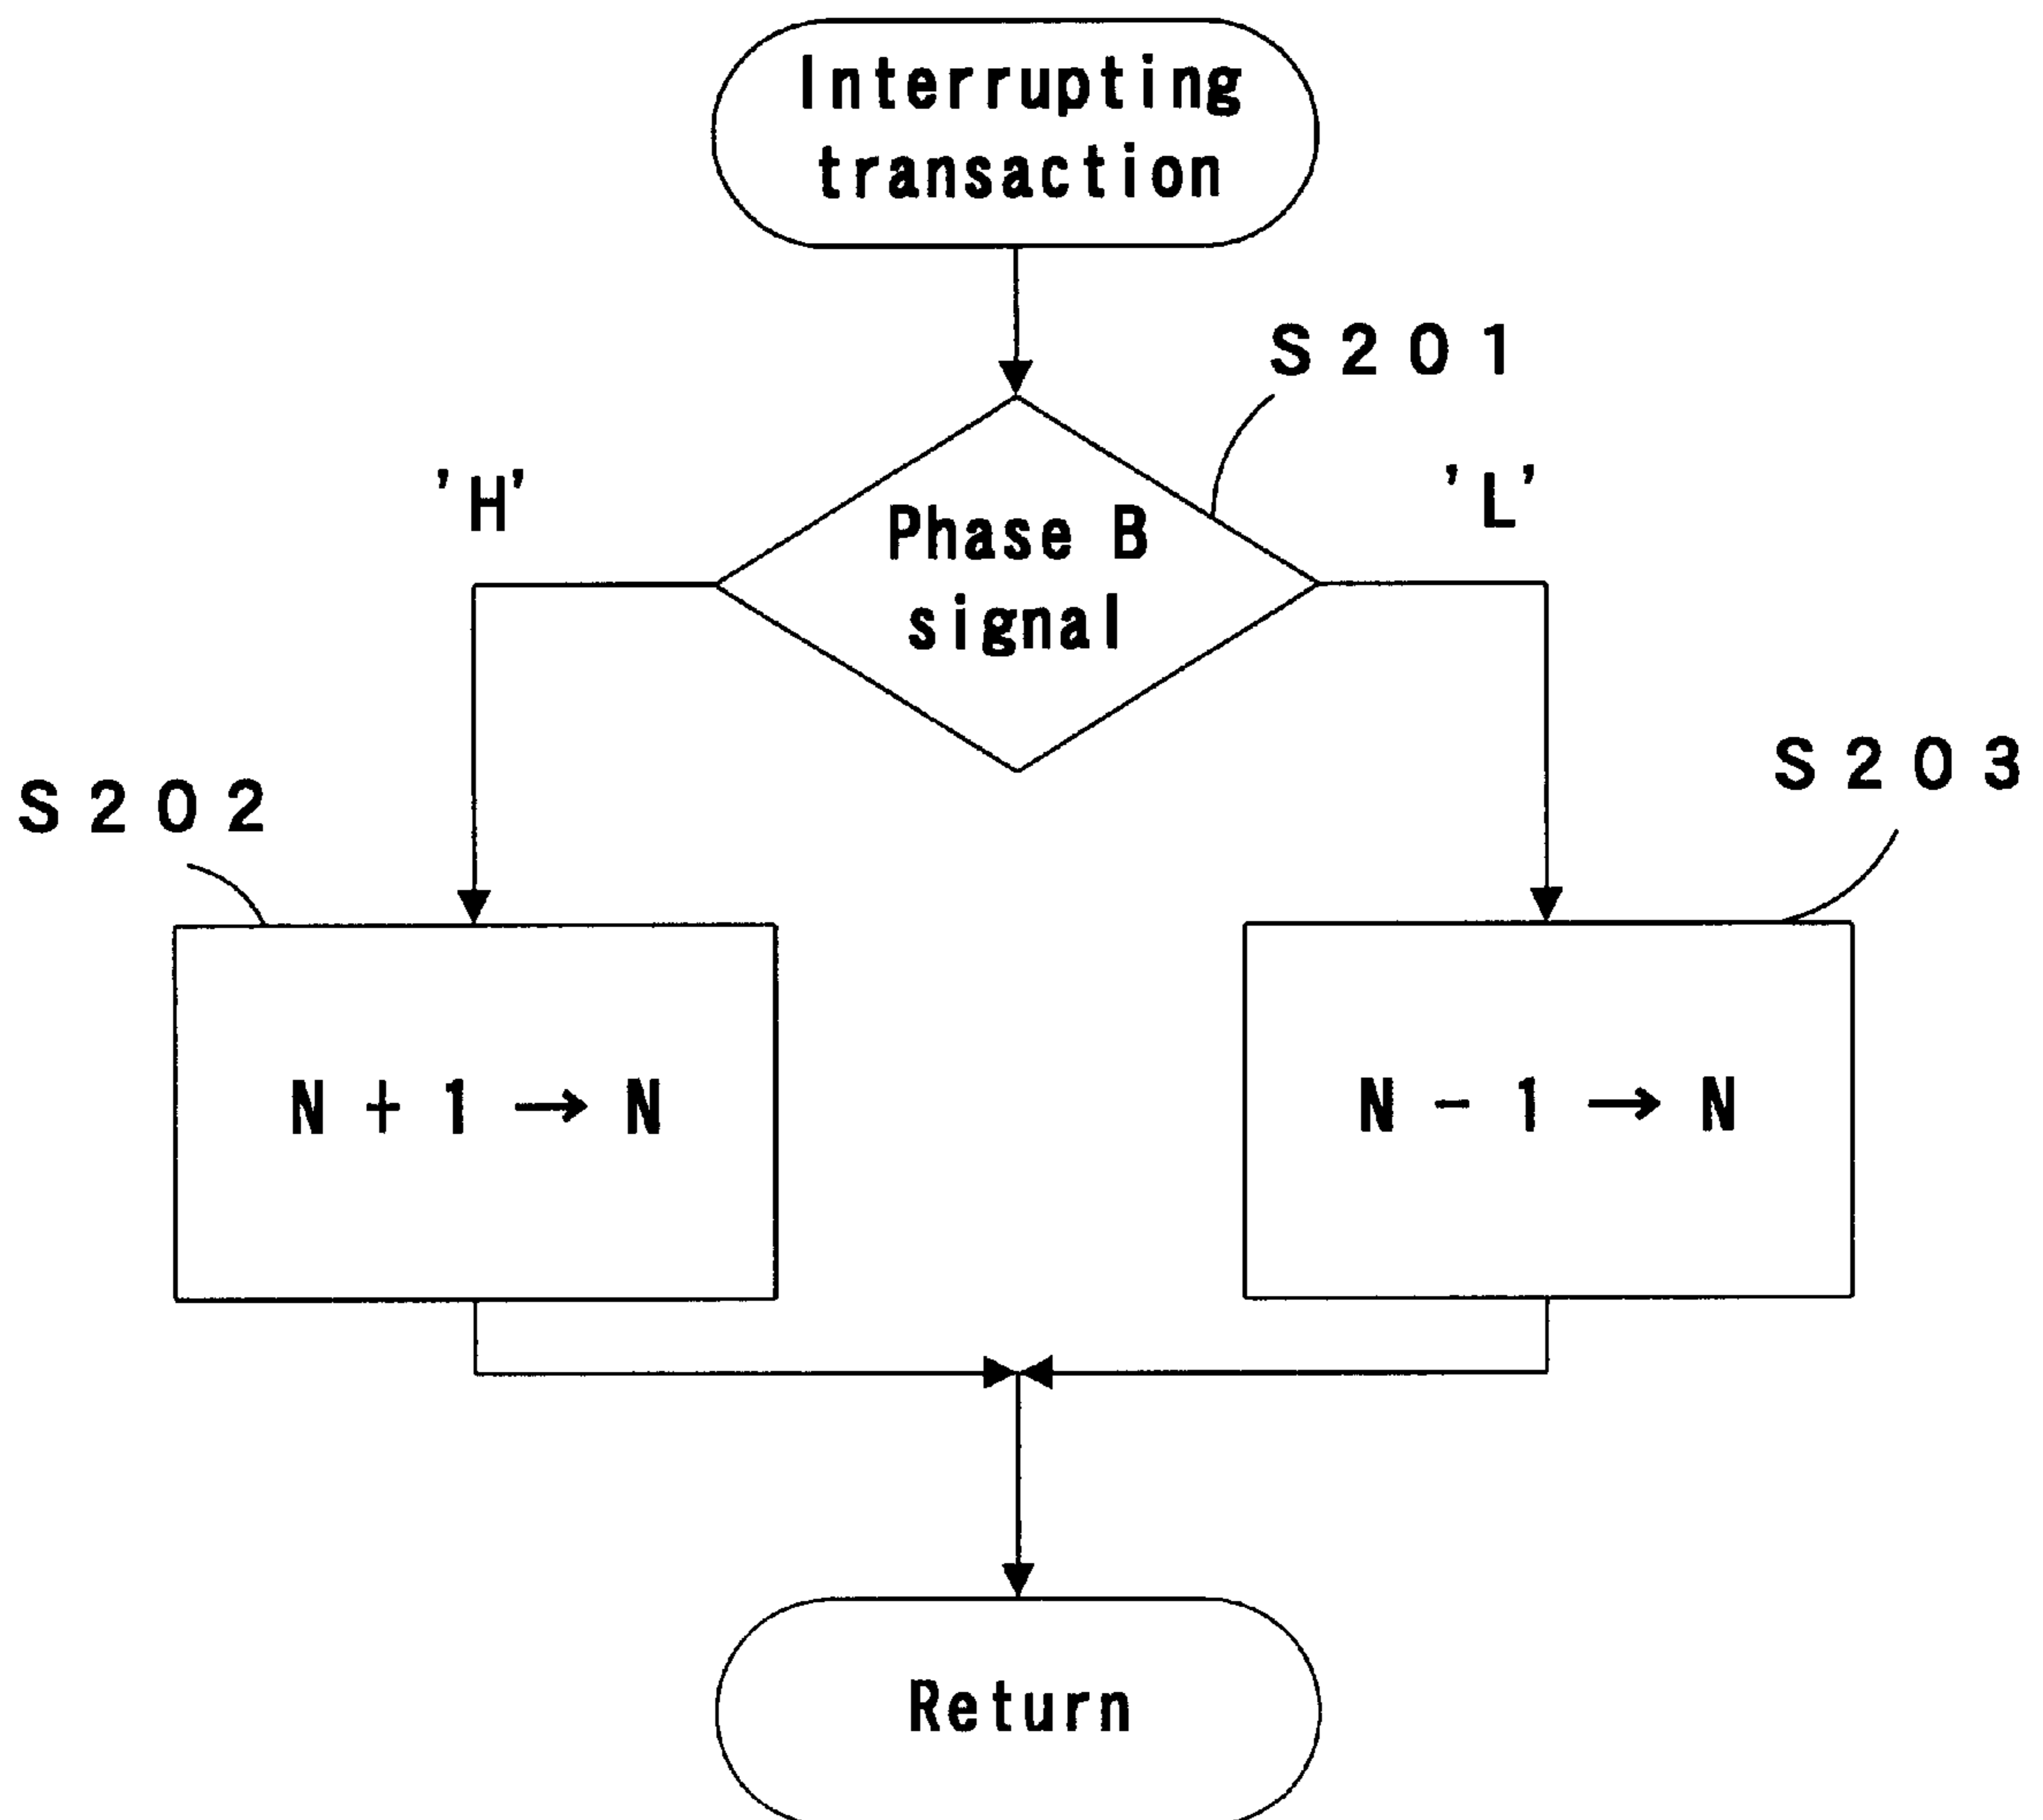 Interrupting
transaction
S201
'H'
'L'
Phase B
signal
S202
S203
N + 1 → N
N - 1 → N
Return